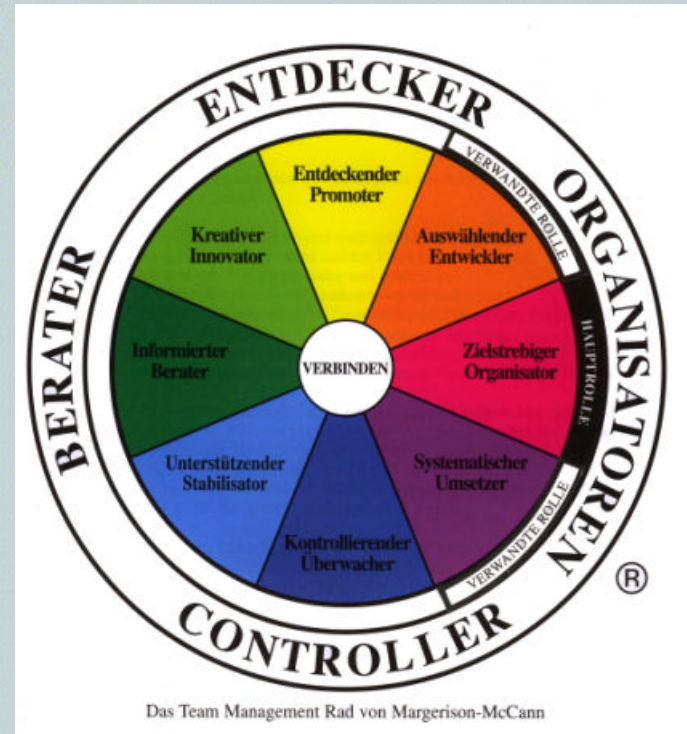 ENTDECKER
ORGANISATOREN
CONTROLLER
BERATER
VERWANDTE ROLLE
HAUPTROLLE
VERWANDTE ROLLE
Entdeckender
Promoter
Auswählender
Entwickler
Zielstrebiger
Organisator
Systematischer
Umsetzer
Kontrollierender
Überwacher
Unterstützender
Stabilisator
Informierter
Berater
Kreativer
Innovator
VERBINDEN
®
Das Team Management Rad von Margerison-McCann